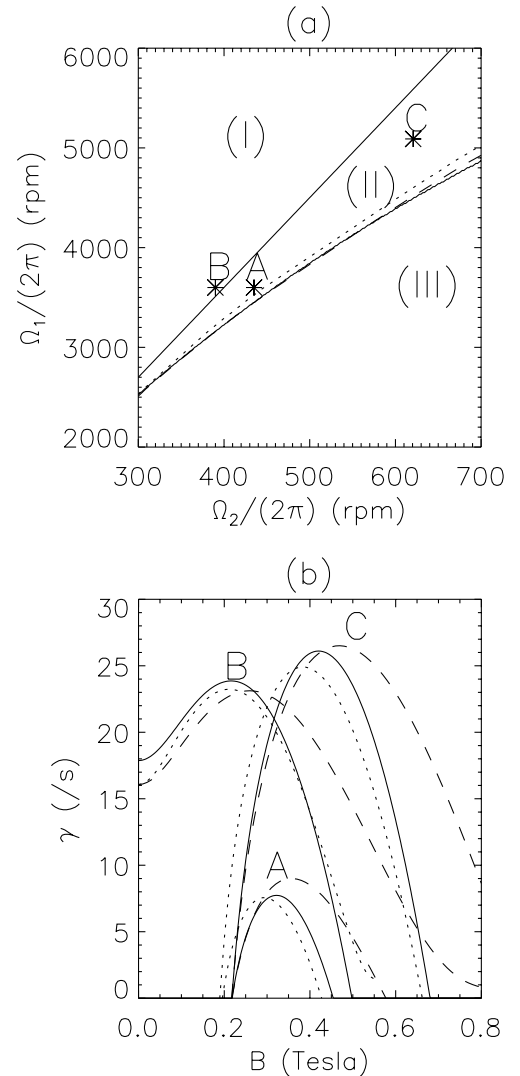 (a)
6000
5000
4000
3000
2000
Ω₁/(2π) (rpm)
(I)
C
(II)
B
A
(III)
300 400 500 600 700
Ω₂/(2π) (rpm)
(b)
30
25
20
15
10
5
0
γ (/s)
C
B
A
0.0 0.2 0.4 0.6 0.8
B (Tesla)